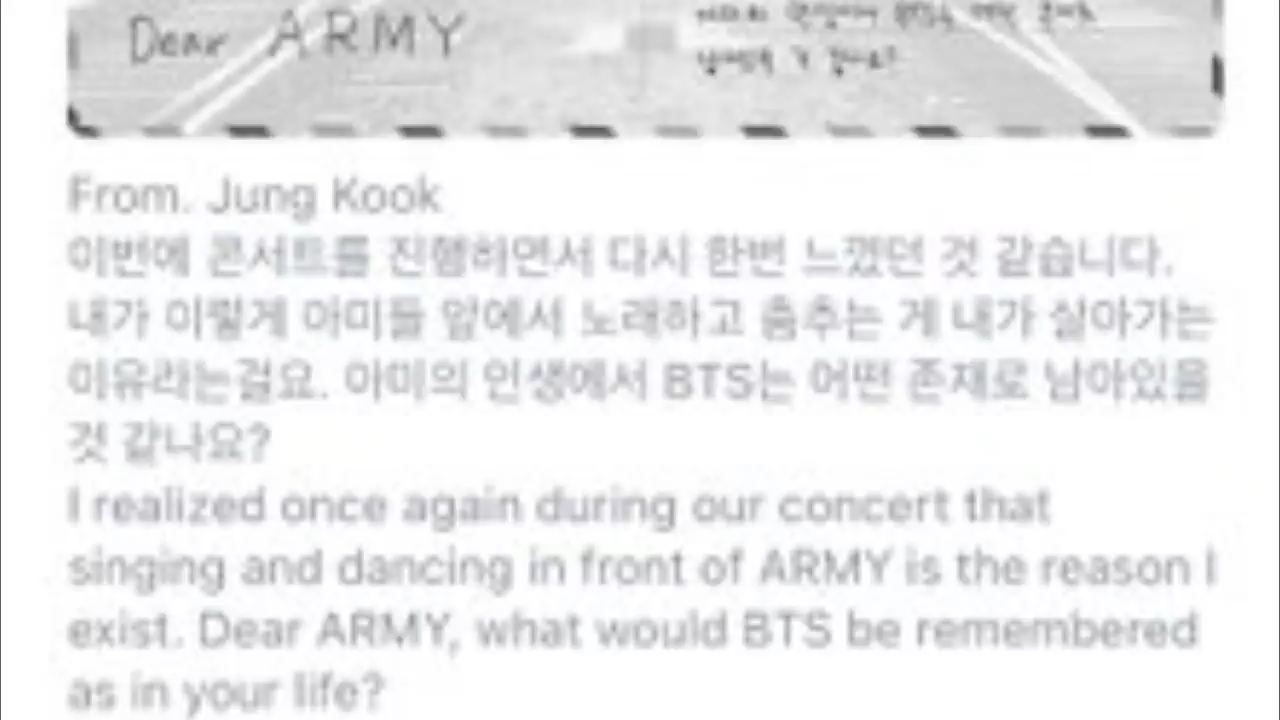 Dear ARMY
From. Jung Kook
이번에 콘서트를 진행하면서 다시 한번 느꼈던 것 같습니다.
내가 이렇게 아미들 앞에서 노래하고 춤추는 게 내가 살아가는
이유라는걸요. 아미의 인생에서 BTS는 어떤 존재로 남아있을
것 같나요?
I realized once again during our concert that
singing and dancing in front of ARMY is the reason I
exist. Dear ARMY, what would BTS be remembered
as in your life?